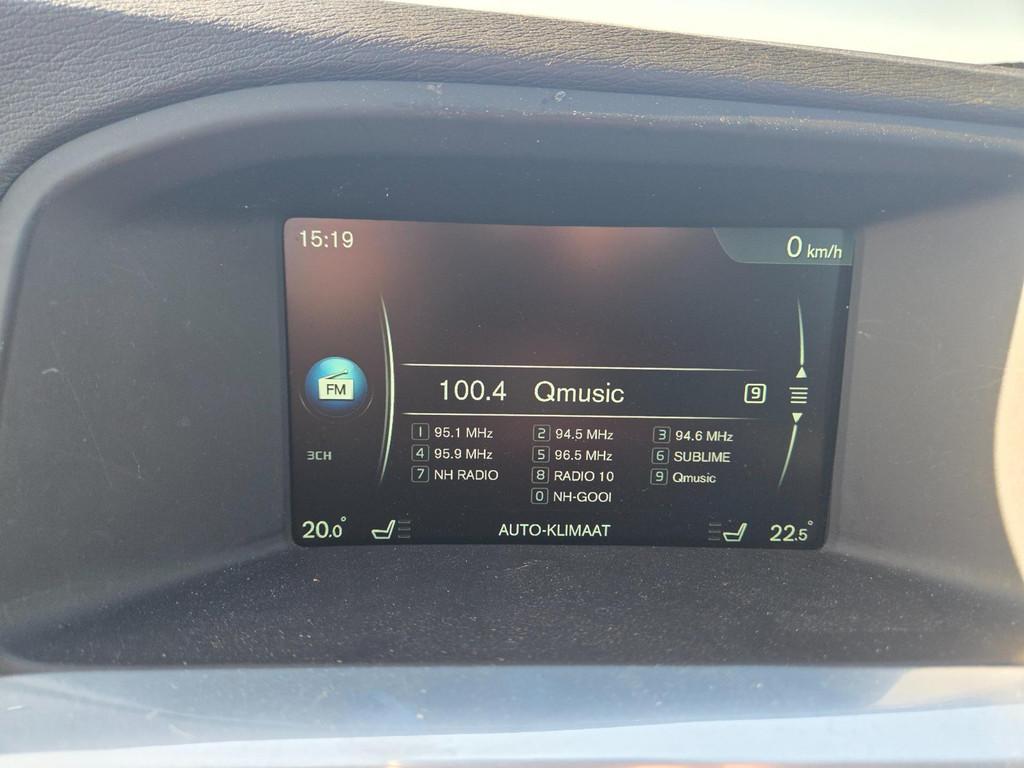 15:19
0 km/h
FM
100.4 Qmusic 9
1 95.1 MHz 2 94.5 MHz 3 94.6 MHz
3CH
4 95.9 MHz 5 96.5 MHz 6 SUBLIME
7 NH RADIO 8 RADIO 10 9 Qmusic
0 NH-GOOI
20.0° AUTO-KLIMAAT 22.5°